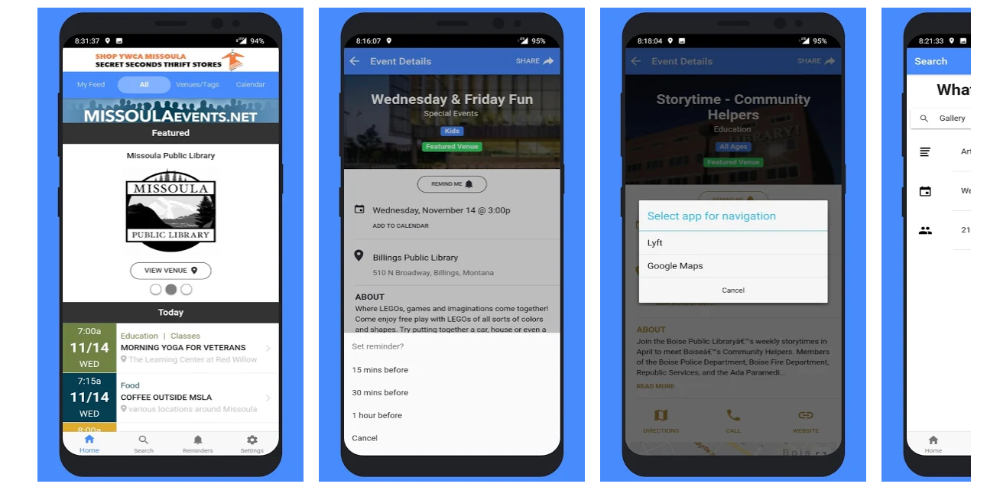 8:31:37
94%
SHOP YWCA MISSOULA
SECRET SECONDS THRIFT STORES
My Feed
All
Venues/Tags
Calendar
MISSOULAEVENTS.NET
Featured
Missoula Public Library
MISSOULA
PUBLIC LIBRARY
VIEW VENUE
Today
7:00a
11/14
WED
Education | Classes
MORNING YOGA FOR VETERANS
The Learning Center at Red Willow
7:15a
11/14
WED
Food
COFFEE OUTSIDE MSLA
various locations around Missoula
8:00a
Home
Search
Reminders
Settings
8:16:07
95%
Event Details
SHARE
Wednesday & Friday Fun
Special Events
Kids
Featured Venue
REMIND ME
Wednesday, November 14 @ 3:00p
ADD TO CALENDAR
Billings Public Library
510 N Broadway, Billings, Montana
ABOUT
Where LEGOs, games and imaginations come together!
Come enjoy free play with LEGOs of all sorts of colors
and shapes. Try putting together a car, house or even a
Set reminder?
15 mins before
30 mins before
1 hour before
Cancel
8:18:04
95%
Event Details
SHARE
Storytime - Community
Helpers
Education
All Ages
Featured Venue
Select app for navigation
Lyft
Google Maps
Cancel
ABOUT
Join the Boise Public Libraryâ€™s weekly storytimes in
April to meet Boiseâ€™s Community Helpers. Members
of the Boise Police Department, Boise Fire Department,
Republic Services, and the Ada Paramedi...
READ MORE
DIRECTIONS
CALL
WEBSITE
8:21:33
Search
What
Gallery
Art
We
21
Home